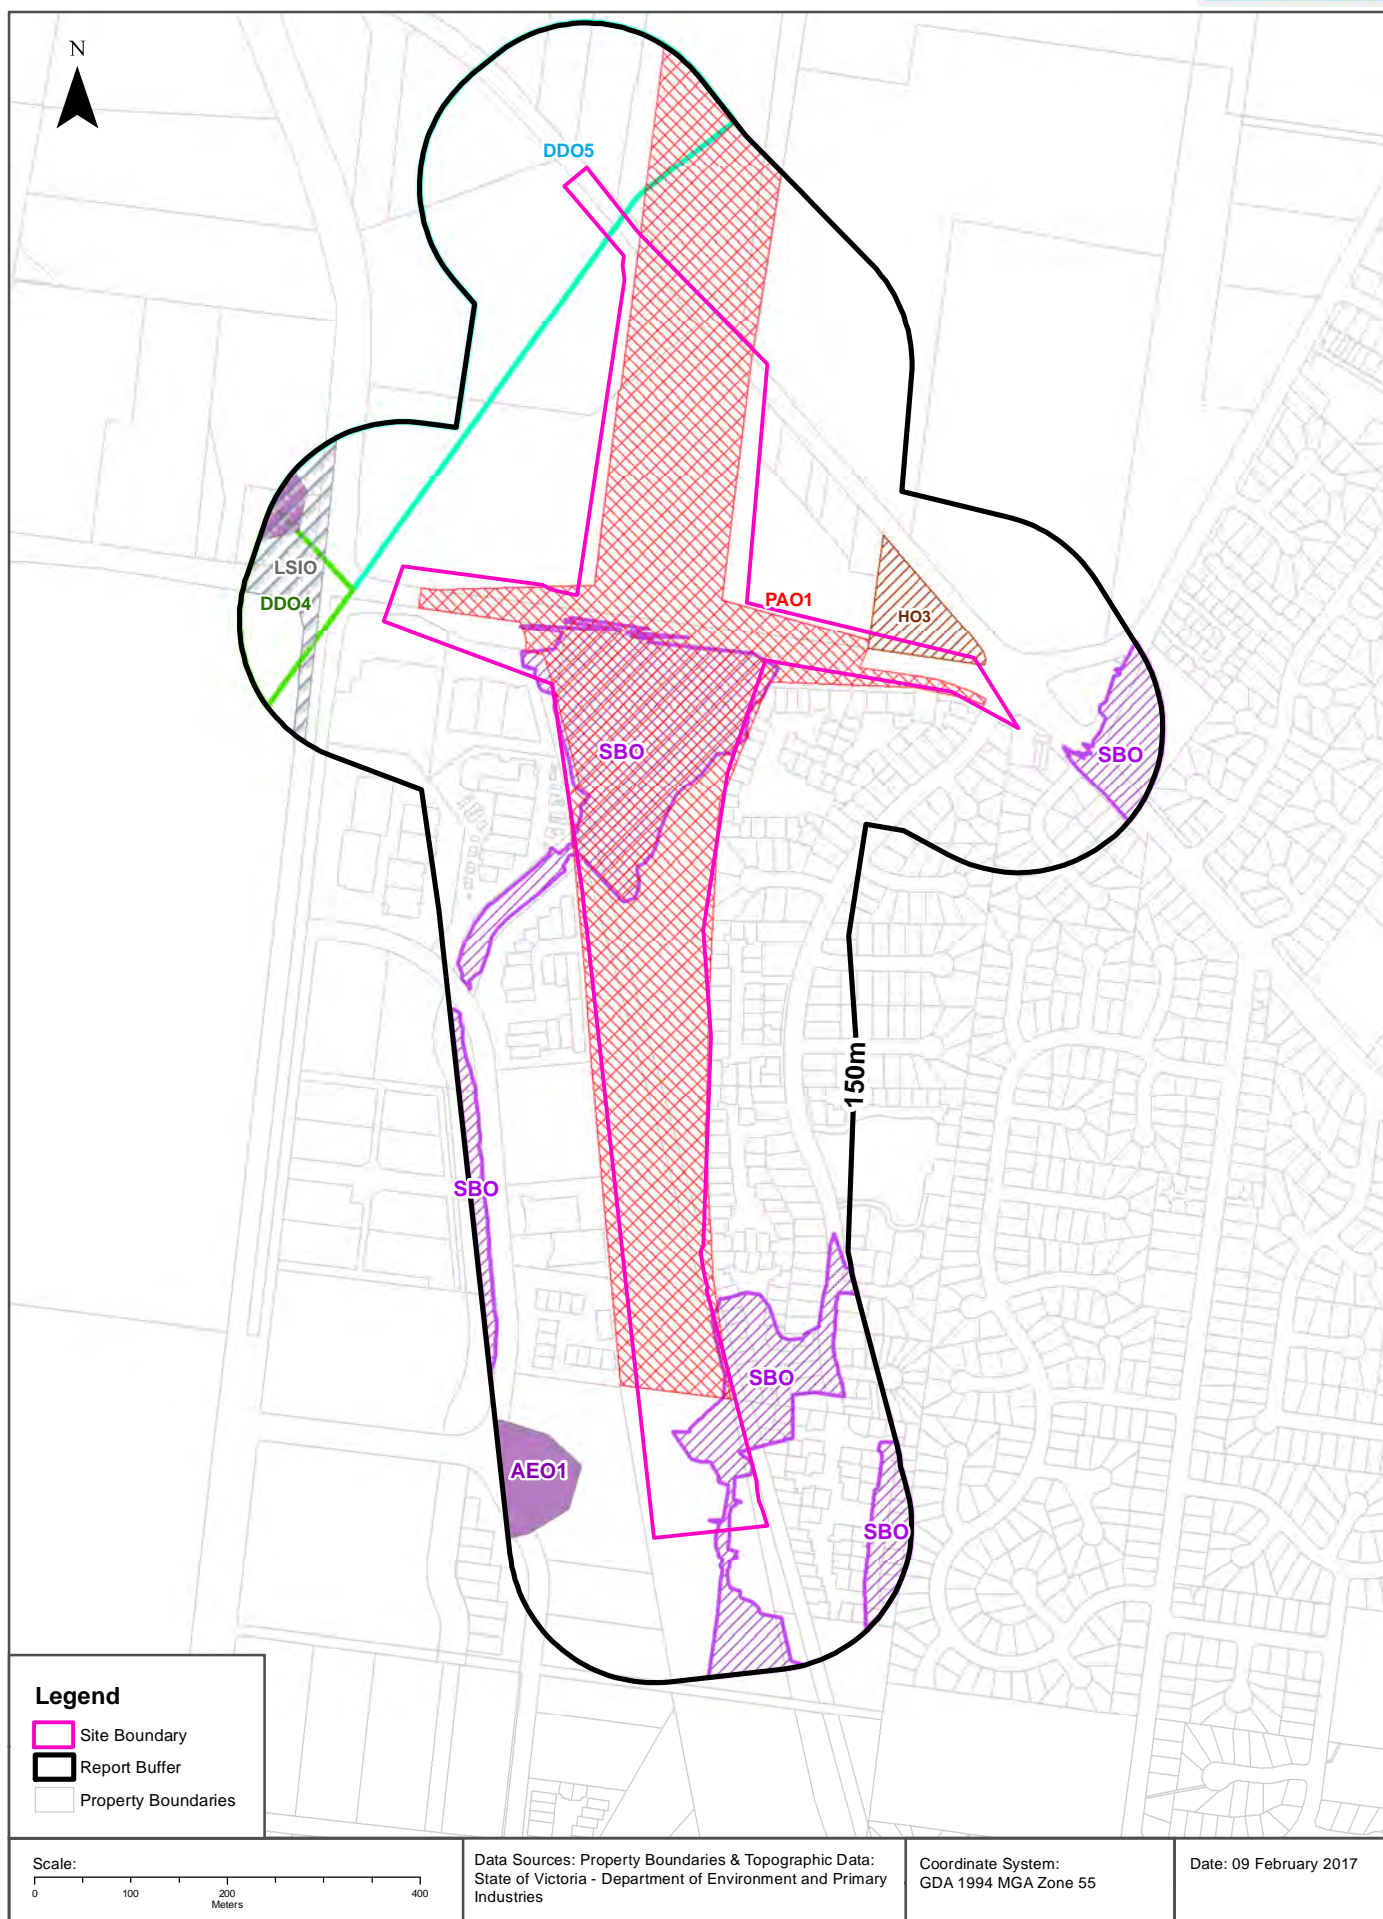 N
DDO5
LSIO
DDO4
PAO1
HO3
SBO
SBO
150m
SBO
SBO
AEO1
SBO
Legend
Site Boundary
Report Buffer
Property Boundaries
Scale:
0 100 200 400
Meters
Data Sources: Property Boundaries & Topographic Data:
State of Victoria - Department of Environment and Primary
Industries
Coordinate System:
GDA 1994 MGA Zone 55
Date: 09 February 2017